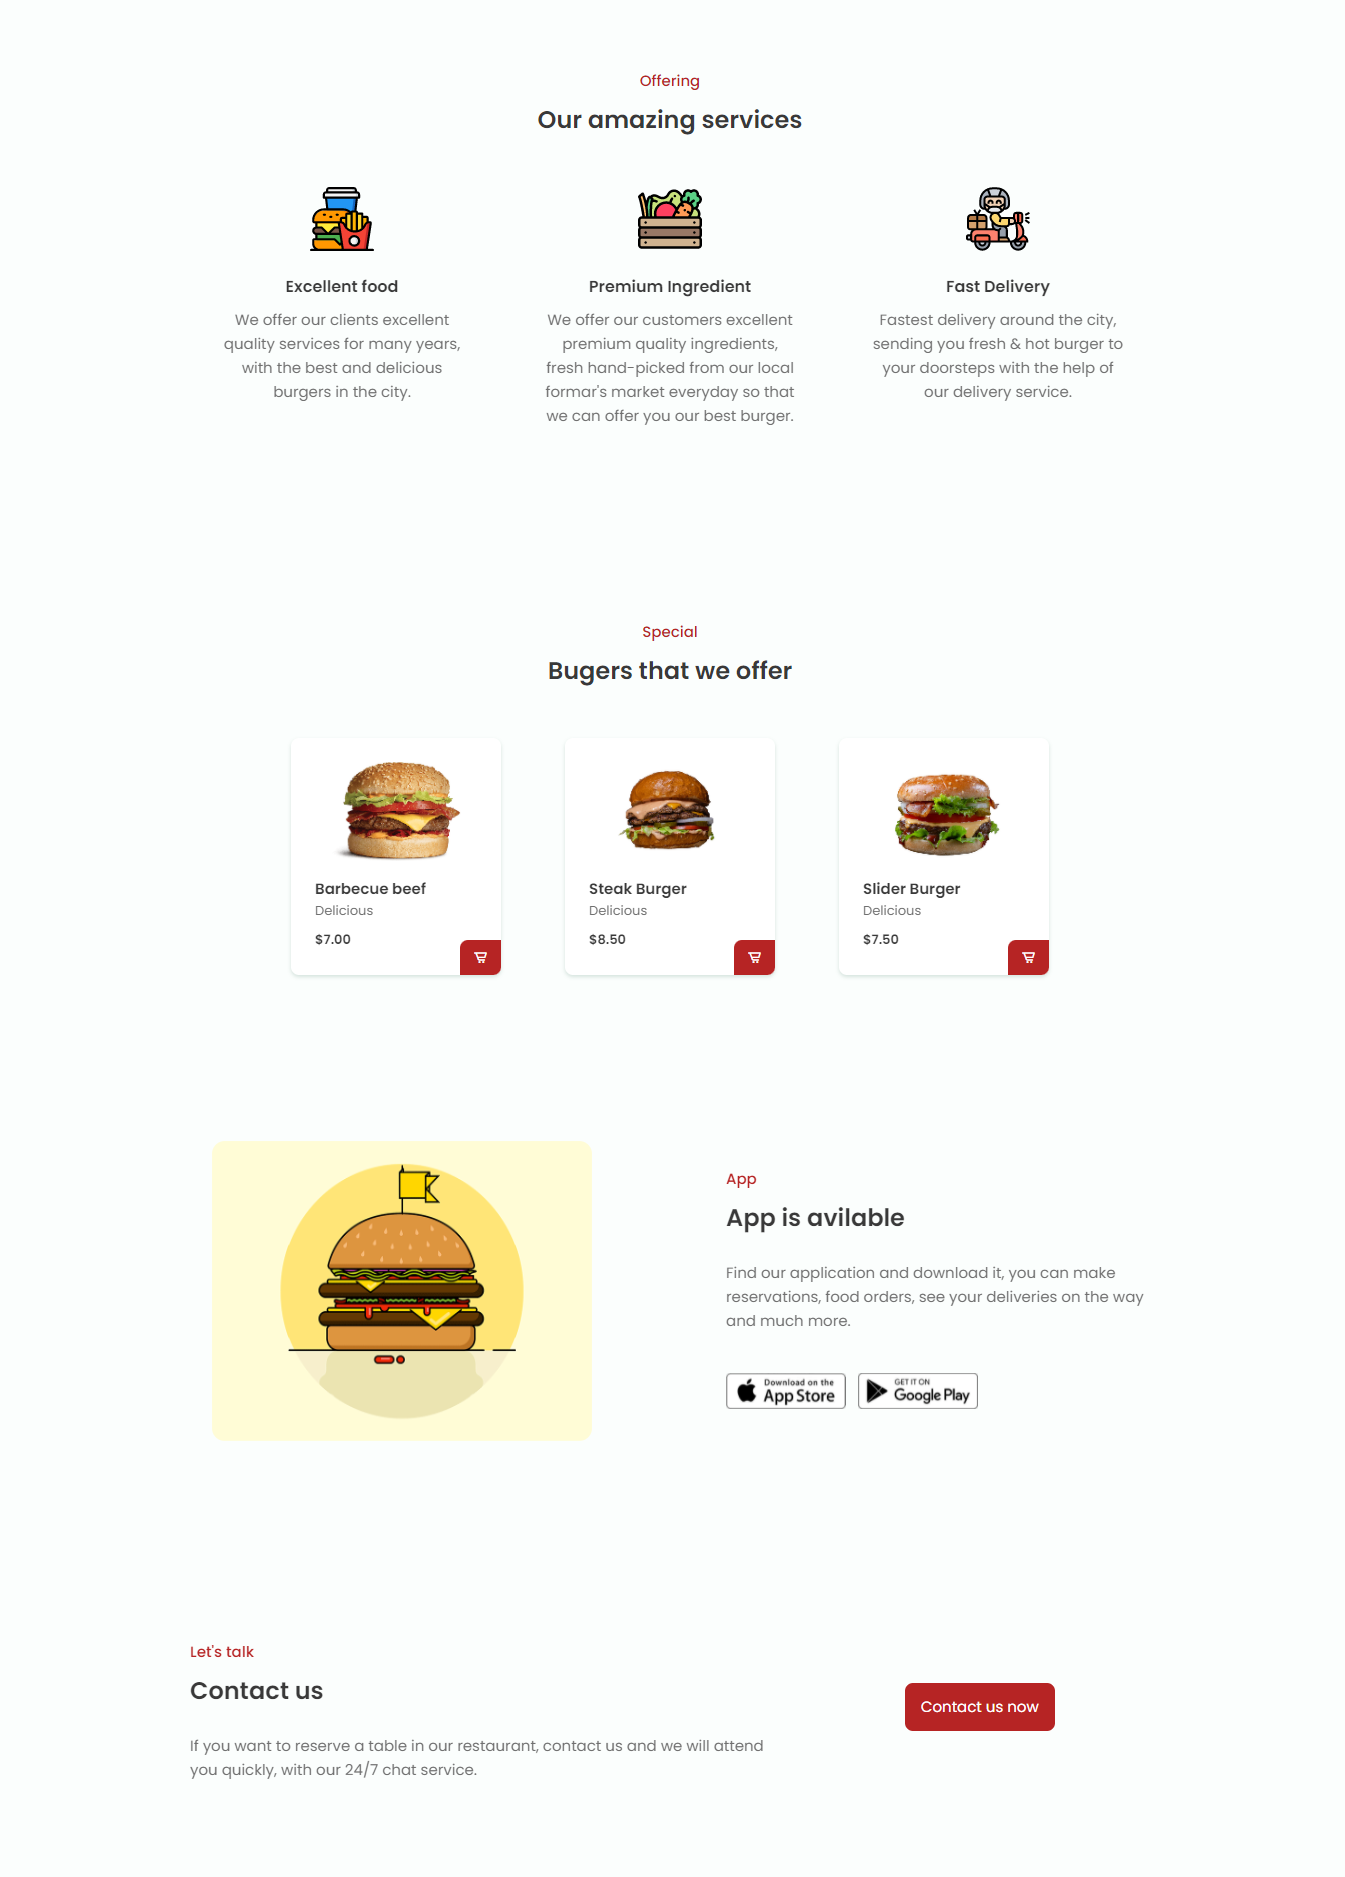 Offering
Our amazing services
Excellent food
We offer our clients excellent
quality services for many years,
with the best and delicious
burgers in the city.
Premium Ingredient
We offer our customers excellent
premium quality ingredients,
fresh hand-picked from our local
formar's market everyday so that
we can offer you our best burger.
Fast Delivery
Fastest delivery around the city,
sending you fresh & hot burger to
your doorsteps with the help of
our delivery service.
Special
Bugers that we offer
Barbecue beef
Delicious
$7.00
Steak Burger
Delicious
$8.50
Slider Burger
Delicious
$7.50
App
App is avilable
Find our application and download it, you can make
reservations, food orders, see your deliveries on the way
and much more.
Download on the
App Store
GET IT ON
Google Play
Let's talk
Contact us
If you want to reserve a table in our restaurant, contact us and we will attend
you quickly, with our 24/7 chat service.
Contact us now